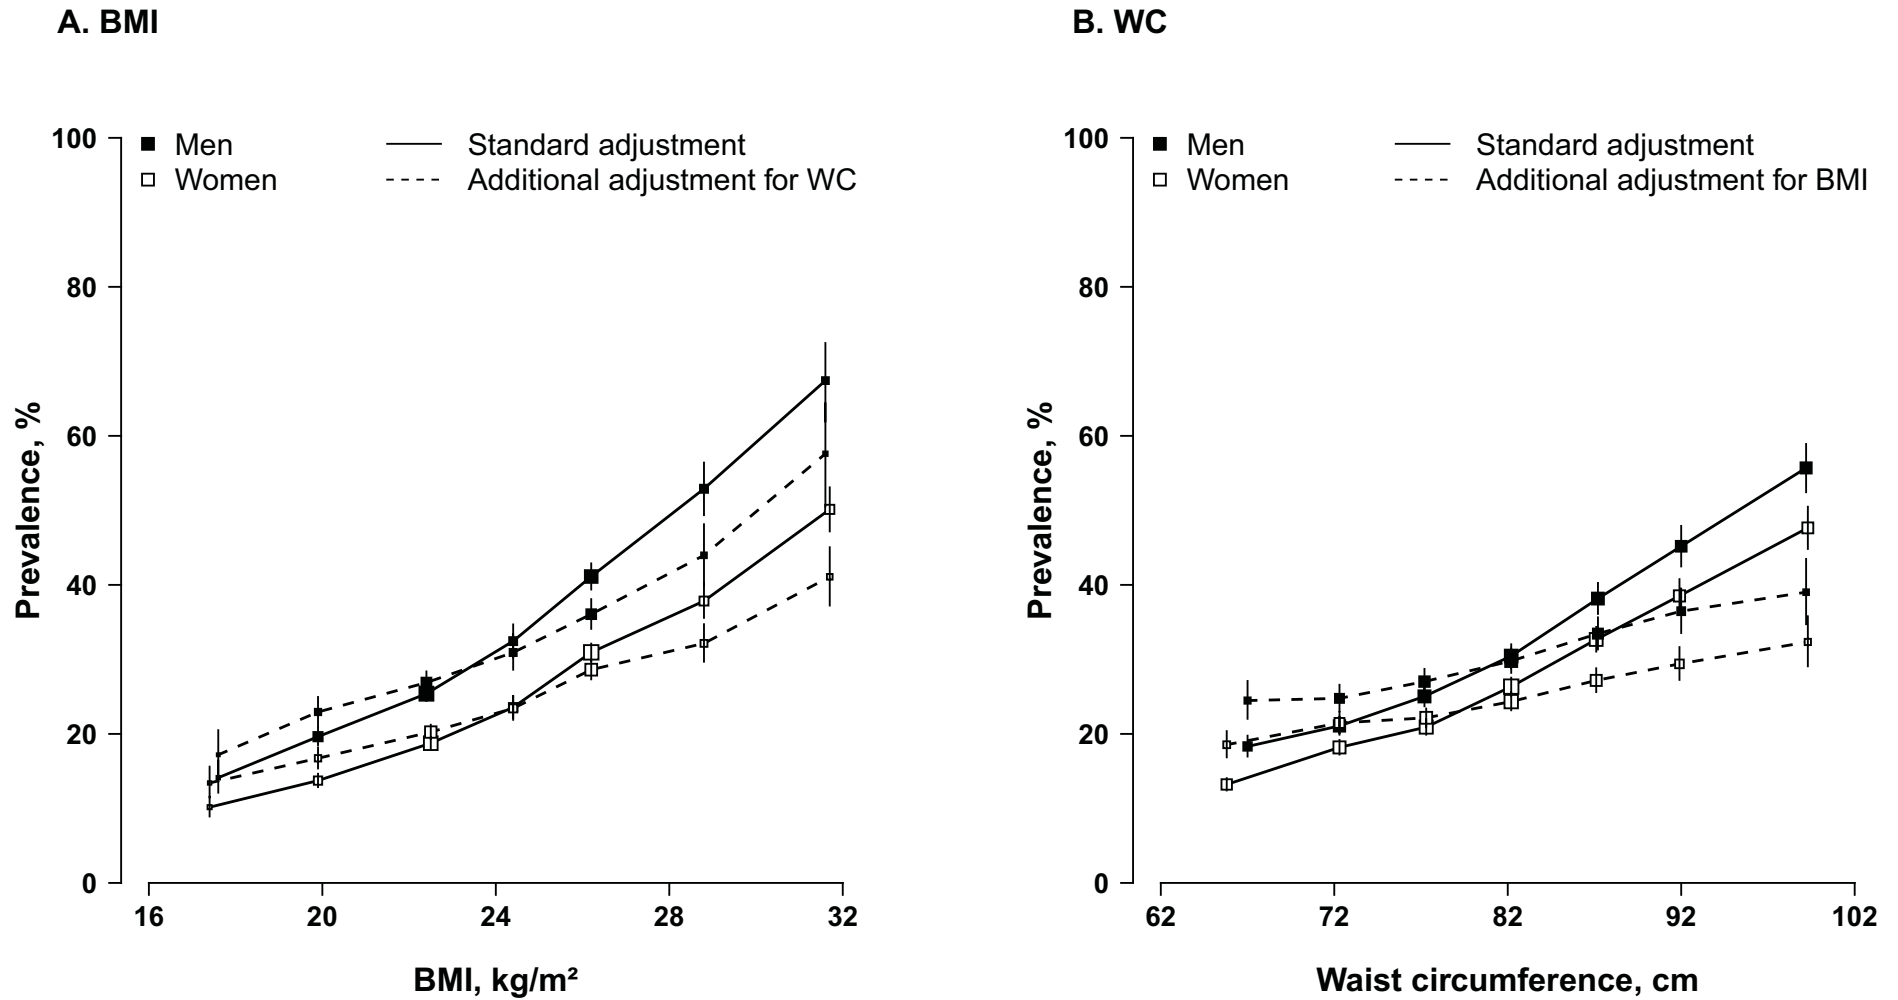 A. BMI
Men
Women
Standard adjustment
Additional adjustment for WC
Prevalence, %
100
80
60
40
20
0
16 20 24 28 32
BMI, kg/m²
B. WC
Men
Women
Standard adjustment
Additional adjustment for BMI
Prevalence, %
100
80
60
40
20
0
62 72 82 92 102
Waist circumference, cm